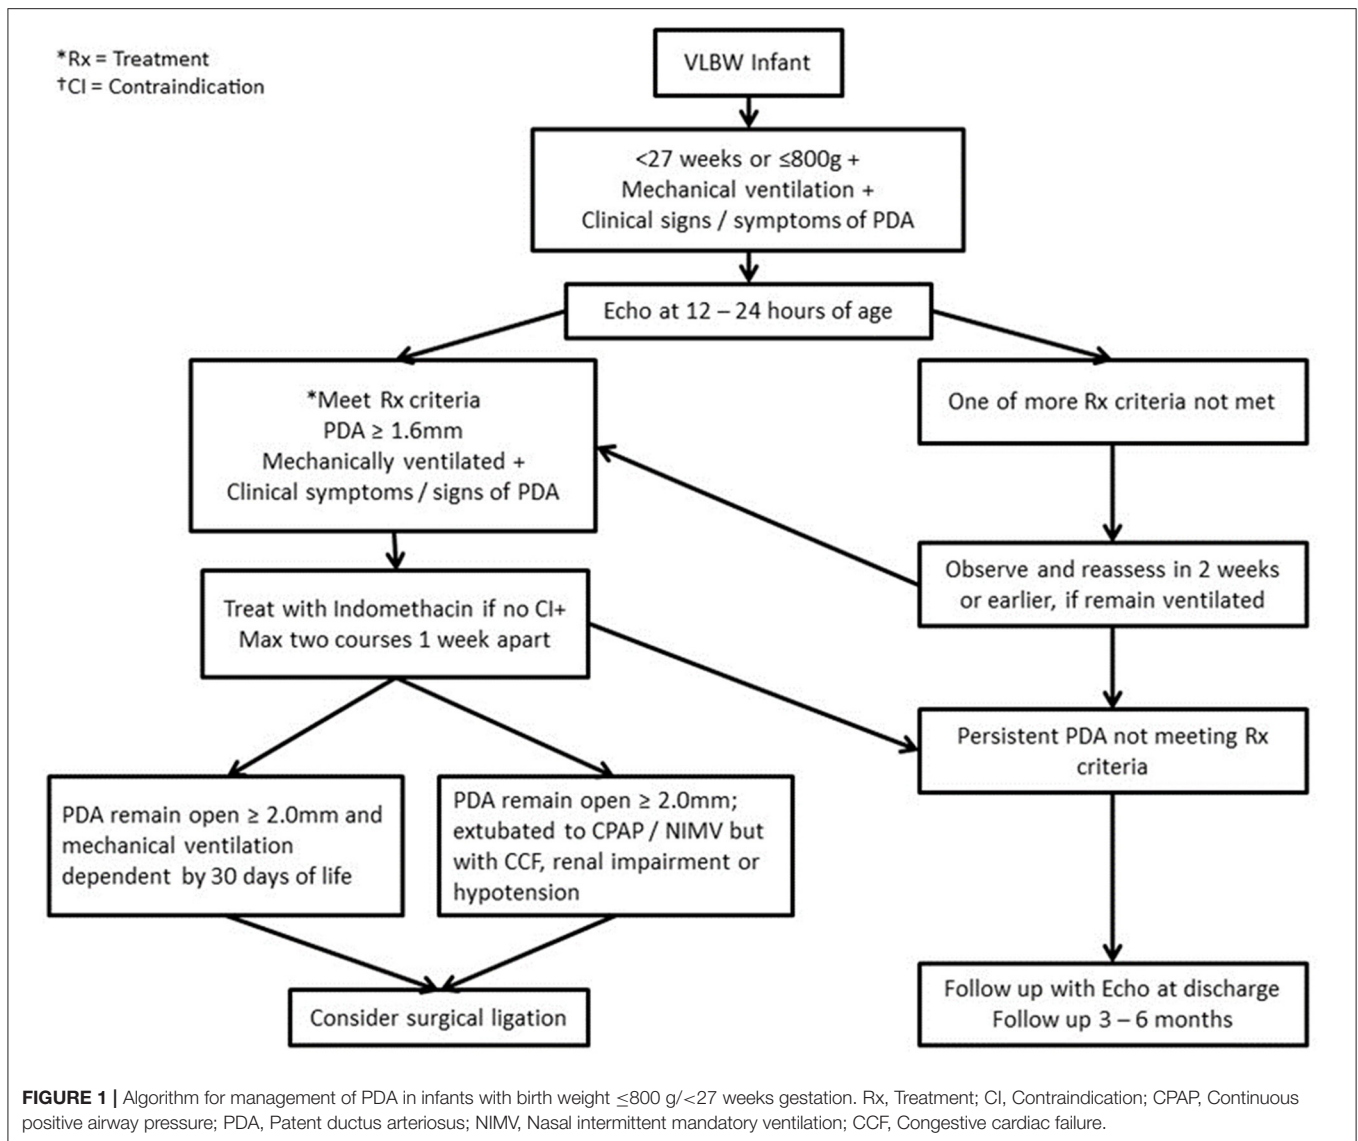 *Rx = Treatment
†CI = Contraindication
VLBW Infant
<27 weeks or ≤800g +
Mechanical ventilation +
Clinical signs / symptoms of PDA
Echo at 12 – 24 hours of age
*Meet Rx criteria
PDA ≥ 1.6mm
Mechanically ventilated +
Clinical symptoms / signs of PDA
One of more Rx criteria not met
Observe and reassess in 2 weeks
or earlier, if remain ventilated
Treat with Indomethacin if no CI+
Max two courses 1 week apart
Persistent PDA not meeting Rx
criteria
PDA remain open ≥ 2.0mm and
mechanical ventilation
dependent by 30 days of life
PDA remain open ≥ 2.0mm;
extubated to CPAP / NIMV but
with CCF, renal impairment or
hypotension
Consider surgical ligation
Follow up with Echo at discharge
Follow up 3 – 6 months
FIGURE 1 | Algorithm for management of PDA in infants with birth weight ≤800 g/<27 weeks gestation. Rx, Treatment; CI, Contraindication; CPAP, Continuous
positive airway pressure; PDA, Patent ductus arteriosus; NIMV, Nasal intermittent mandatory ventilation; CCF, Congestive cardiac failure.